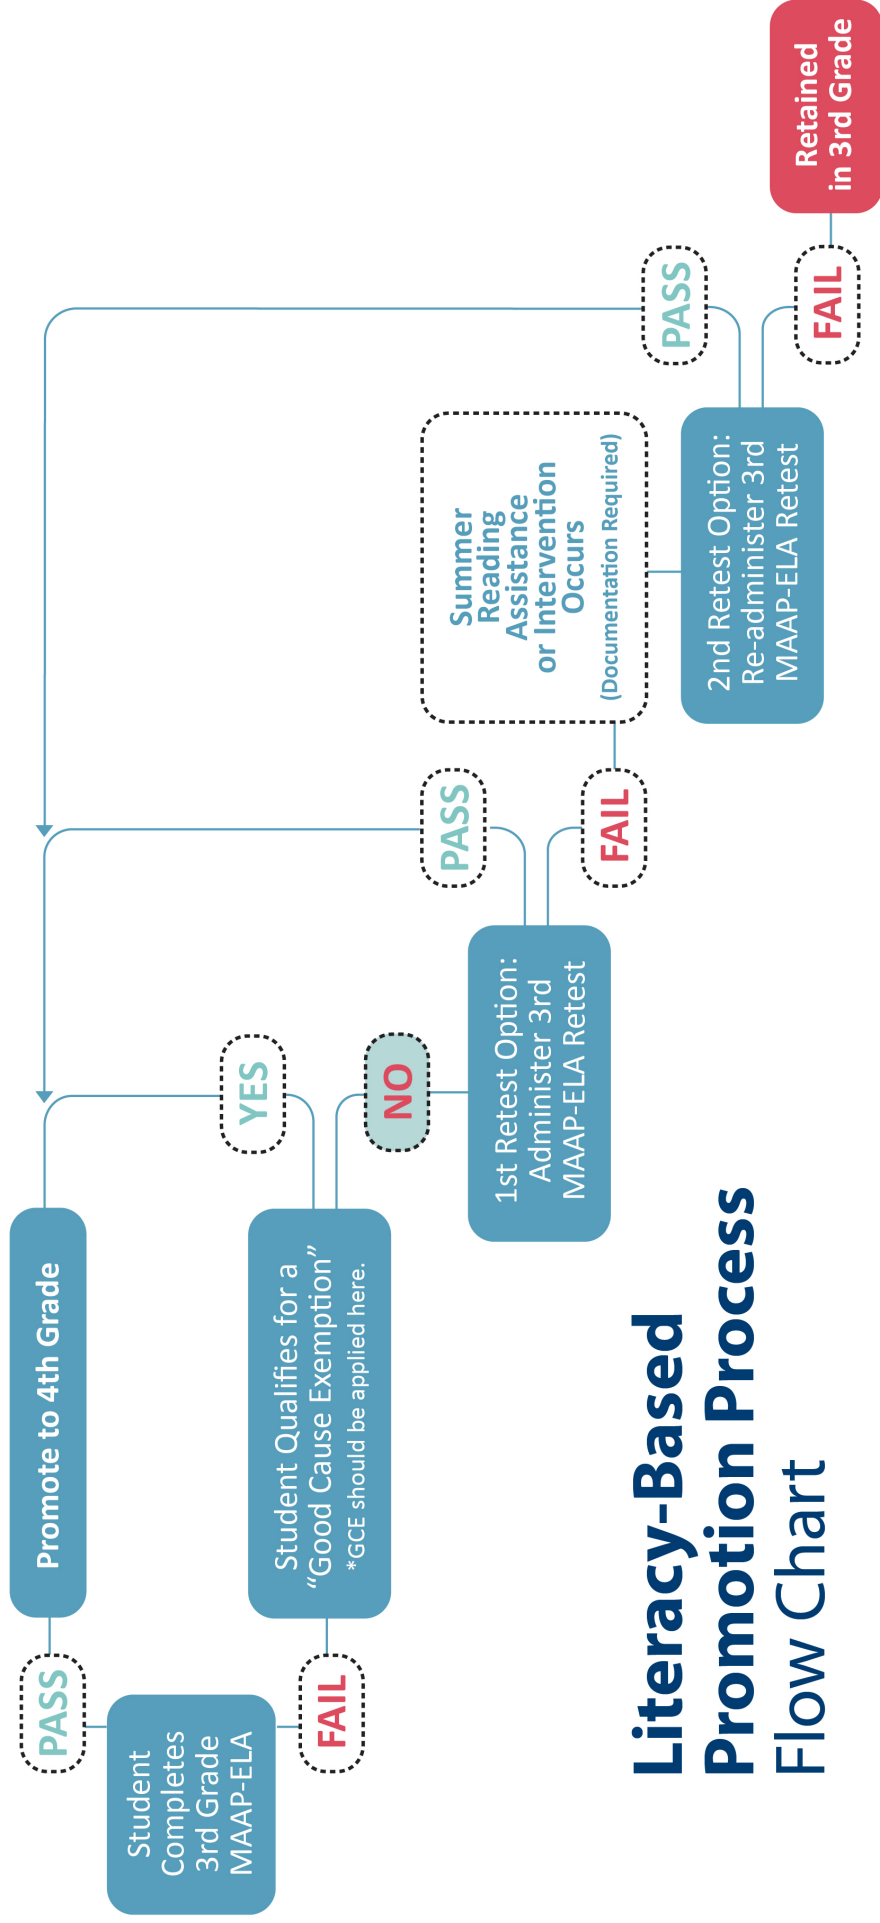 Student
Completes
3rd Grade
MAAP-ELA
PASS
FAIL
Promote to 4th Grade
Student Qualifies for a
“Good Cause Exemption”
*GCE should be applied here.
YES
NO
1st Retest Option:
Administer 3rd
MAAP-ELA Retest
PASS
FAIL
Summer
Reading
Assistance
or Intervention
Occurs
(Documentation Required)
2nd Retest Option:
Re-administer 3rd
MAAP-ELA Retest
PASS
FAIL
Retained
in 3rd Grade
Literacy-Based
Promotion Process
Flow Chart